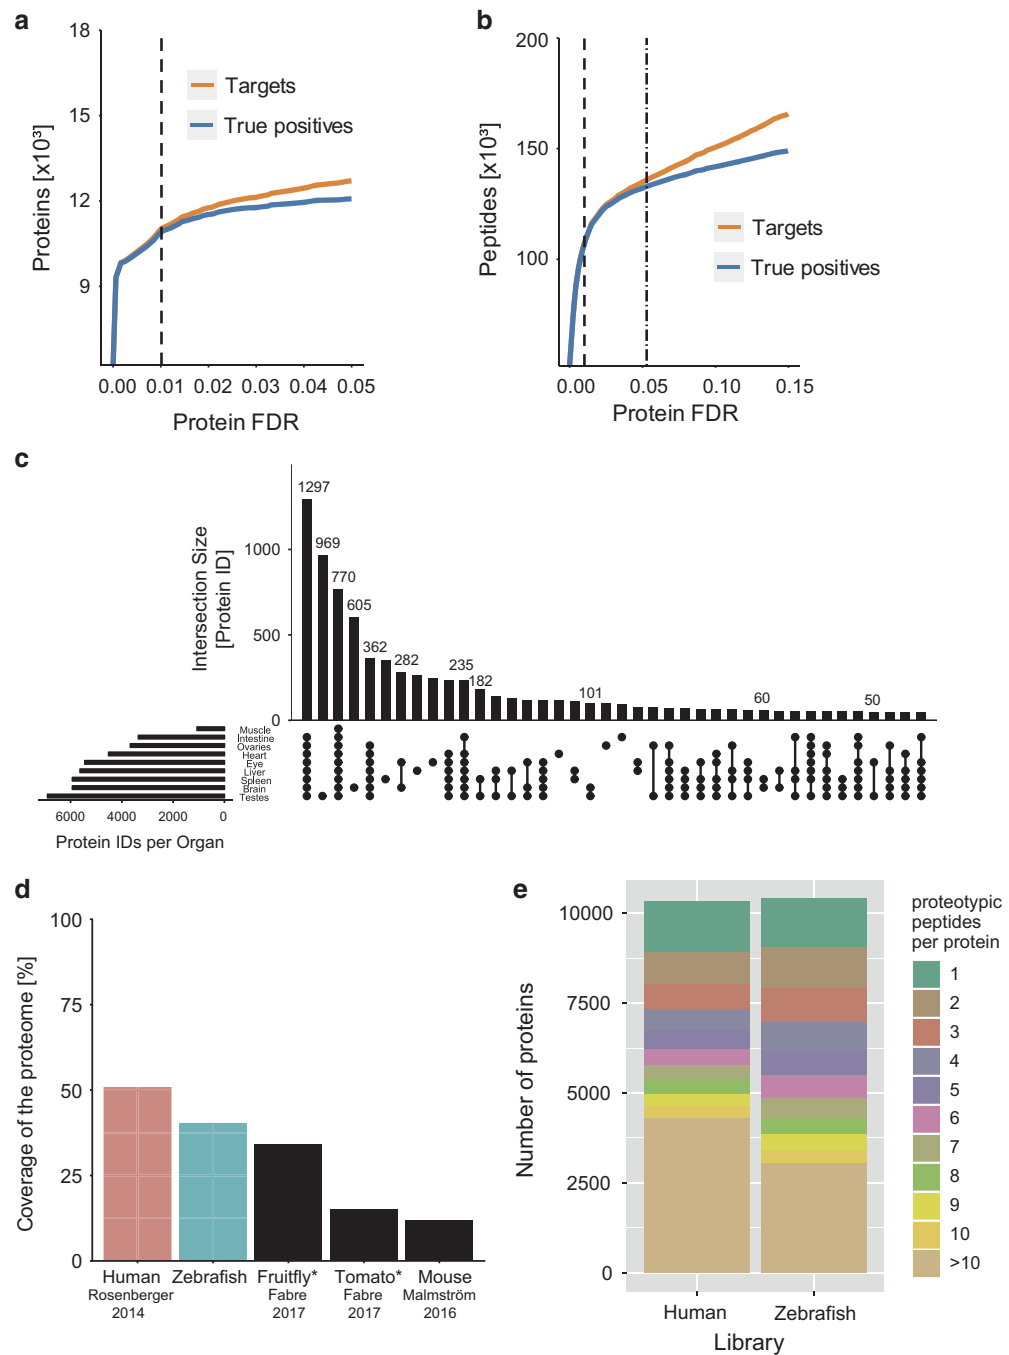 a
18
15
12
9
Proteins [x10³]
Targets
True positives
0.00 0.01 0.02 0.03 0.04 0.05
Protein FDR
b
200
150
100
Peptides [x10³]
Targets
True positives
0.00 0.05 0.10 0.15
Protein FDR
c
Intersection Size
[Protein ID]
1000
500
0
1297
969
770
605
362
282
235
182
101
60
50
Muscle
Intestine
Ovaries
Heart
Eye
Liver
Spleen
Brain
Testes
6000 4000 2000 0
Protein IDs per Organ
d
Coverage of the proteome [%]
100
75
50
25
0
Human Zebrafish Fruitfly* Tomato* Mouse
Rosenberger Fabre Fabre Malmström
2014 2017 2017 2016
e
Number of proteins
10000
7500
5000
2500
0
Human Zebrafish
Library
proteotypic
peptides
per protein
1
2
3
4
5
6
7
8
9
10
>10